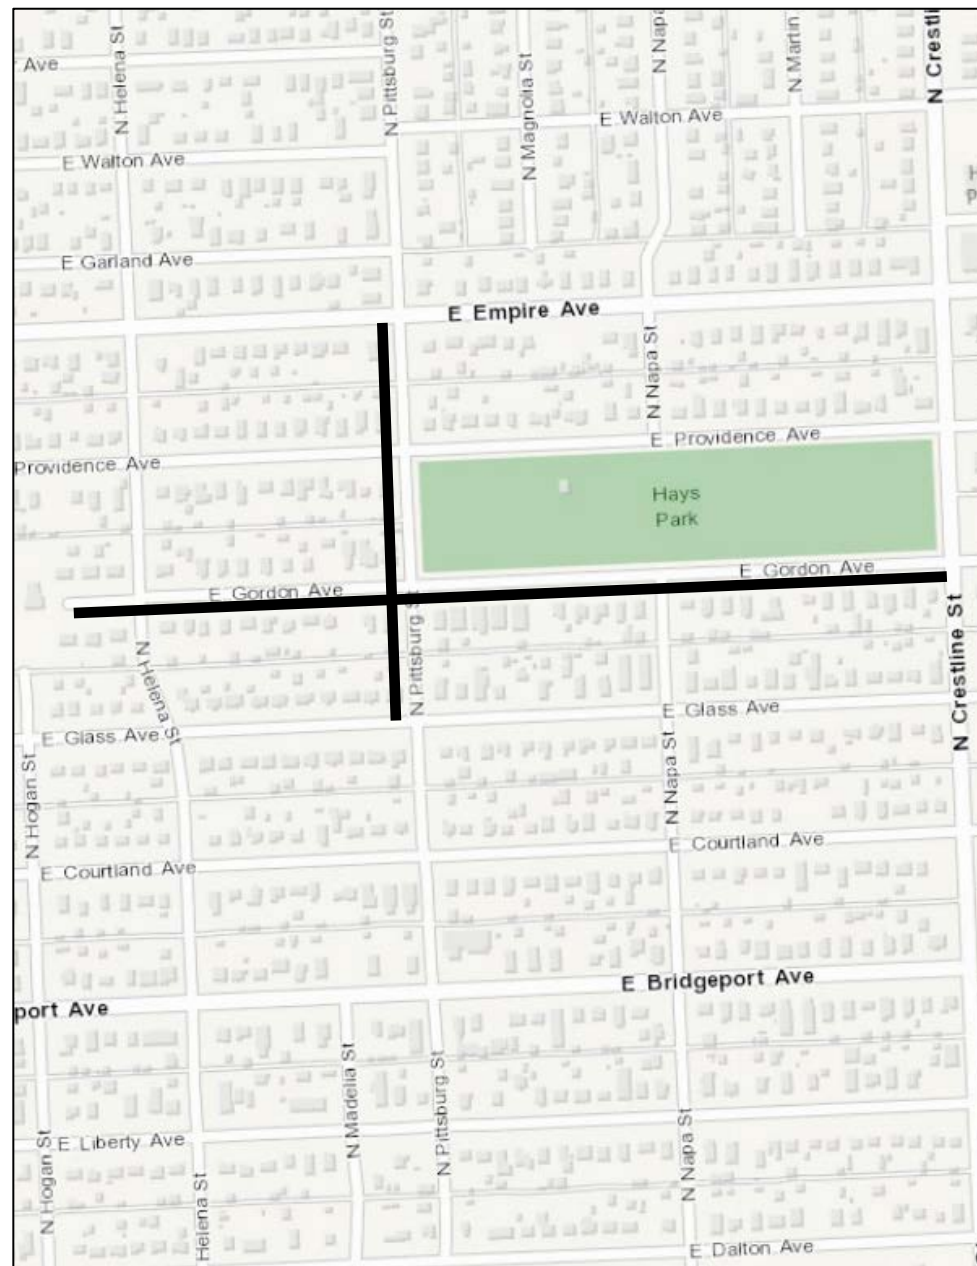 Ave
N Helena St
N Pittsburg St
N Magnolia St
N Napa
N Martin
N Crestli
E Walton Ave
E Walton Ave
E Garland Ave
E Empire Ave
N Napa St
Providence Ave
E Providence Ave
Hays
Park
E Gordon Ave
E Gordon Ave
N Pittsburg St
N Helena St
N Crestline St
E Glass Ave
E Glass Ave
N Hogan St
N Napa St
E Courtland Ave
E Courtland Ave
E Bridgeport Ave
port Ave
N Madelia St
N Pittsburg St
N Napa St
E Liberty Ave
N Hogan St
Helena St
E Dalton Ave